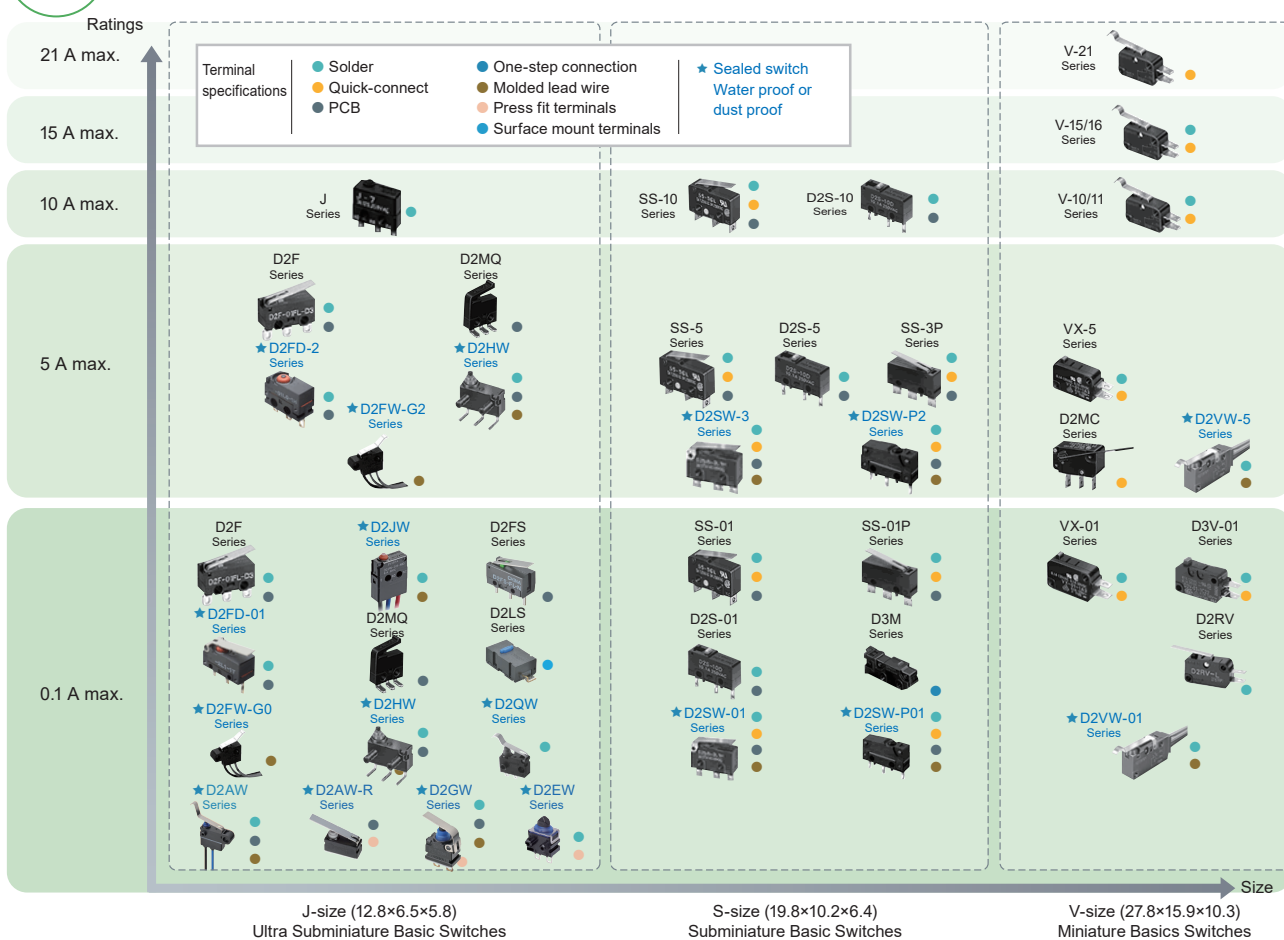 Ratings
21 A max.
15 A max.
10 A max.
5 A max.
0.1 A max.
Terminal
specifications
Solder
Quick-connect
PCB
One-step connection
Molded lead wire
Press fit terminals
Surface mount terminals
★ Sealed switch
Water proof or
dust proof
V-21
Series
V-15/16
Series
J
Series
SS-10
Series
D2S-10
Series
V-10/11
Series
D2F
Series
D2MQ
Series
★D2FD-2
Series
★D2HW
Series
★D2FW-G2
Series
SS-5
Series
D2S-5
Series
SS-3P
Series
★D2SW-3
Series
★D2SW-P2
Series
VX-5
Series
D2MC
Series
★D2VW-5
Series
D2F
Series
★D2JW
Series
D2FS
Series
★D2FD-01
Series
D2MQ
Series
D2LS
Series
★D2FW-G0
Series
★D2HW
Series
★D2QW
Series
★D2AW
Series
★D2AW-R
Series
★D2GW
Series
★D2EW
Series
SS-01
Series
SS-01P
Series
D2S-01
Series
D3M
Series
★D2SW-01
Series
★D2SW-P01
Series
VX-01
Series
D3V-01
Series
D2RV
Series
★D2VW-01
Series
Size
J-size (12.8×6.5×5.8)
Ultra Subminiature Basic Switches
S-size (19.8×10.2×6.4)
Subminiature Basic Switches
V-size (27.8×15.9×10.3)
Miniature Basics Switches